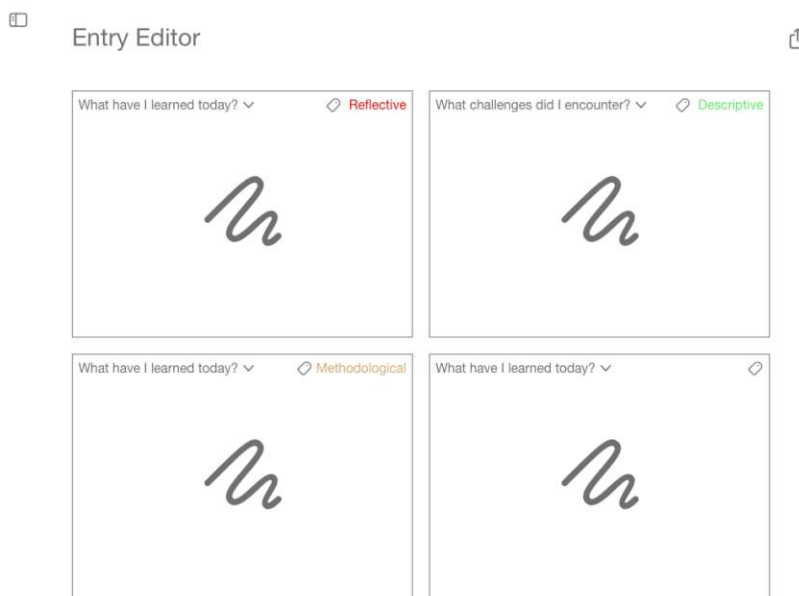 Entry Editor
What have I learned today?
Reflective
What challenges did I encounter?
Descriptive
What have I learned today?
Methodological
What have I learned today?